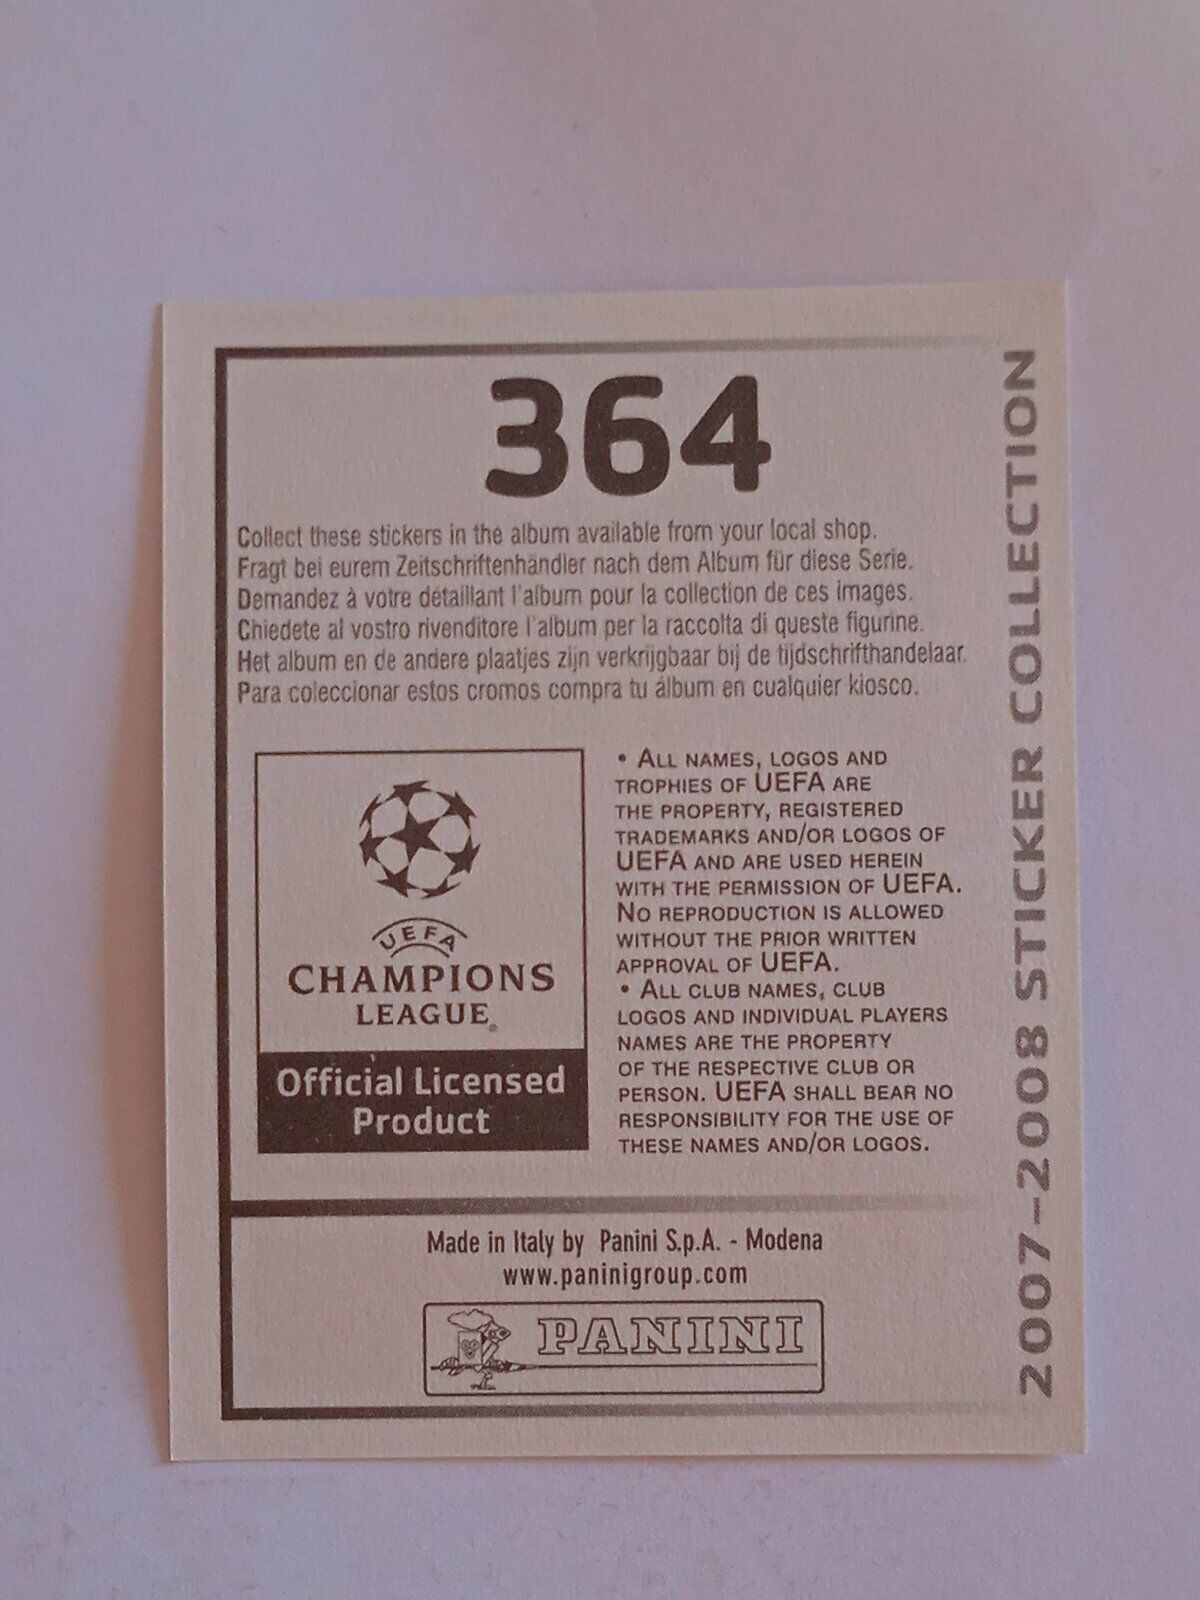 364
Collect these stickers in the album available from your local shop.
Fragt bei eurem Zeitschriftenhändler nach dem Album für diese Serie.
Demandez à votre détaillant l'album pour la collection de ces images.
Chiedete al vostro rivenditore l'album per la raccolta di queste figurine.
Het album en de andere plaatjes zijn verkrijgbaar bij de tijdschrifthandelaar.
Para coleccionar estos cromos compra tu álbum en cualquier kiosco.
UEFA
CHAMPIONS
LEAGUE®
Official Licensed
Product
• ALL NAMES, LOGOS AND
TROPHIES OF UEFA ARE
THE PROPERTY, REGISTERED
TRADEMARKS AND/OR LOGOS OF
UEFA AND ARE USED HEREIN
WITH THE PERMISSION OF UEFA.
NO REPRODUCTION IS ALLOWED
WITHOUT THE PRIOR WRITTEN
APPROVAL OF UEFA.
• ALL CLUB NAMES, CLUB
LOGOS AND INDIVIDUAL PLAYERS
NAMES ARE THE PROPERTY
OF THE RESPECTIVE CLUB OR
PERSON. UEFA SHALL BEAR NO
RESPONSIBILITY FOR THE USE OF
THESE NAMES AND/OR LOGOS.
Made in Italy by Panini S.p.A. - Modena
www.paninigroup.com
PANINI
2007–2008 STICKER COLLECTION